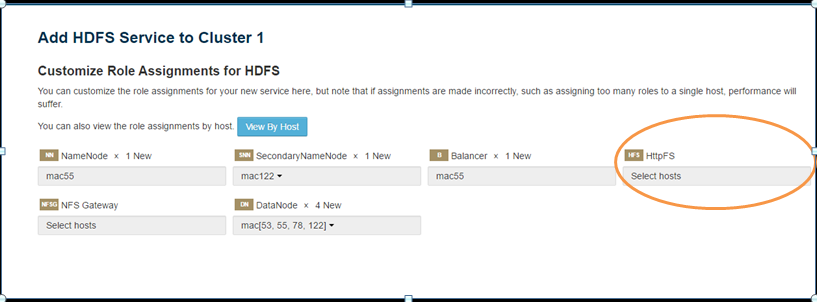 Add HDFS Service to Cluster 1
Customize Role Assignments for HDFS
You can customize the role assignments for your new service here, but note that if assignments are made incorrectly, such as assigning too many roles to a single host, performance will
suffer.
You can also view the role assignments by host. View By Host
NN NameNode × 1 New SNN SecondaryNameNode × 1 New B Balancer × 1 New HFS HttpFS
mac55 mac122 mac55 Select hosts
NFSG NFS Gateway DN DataNode × 4 New
Select hosts mac[53, 55, 78, 122]